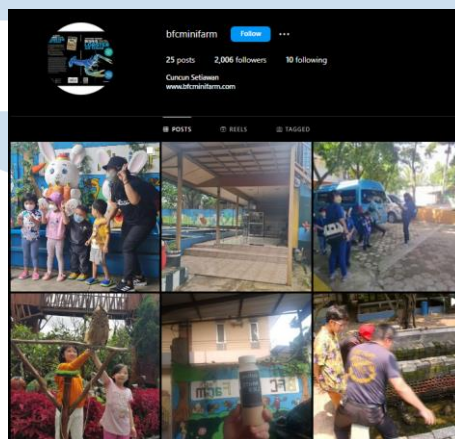 bfcminifarm Follow ...
25 posts 2,006 followers 10 following
Cuncun Setiawan
www.bfcminifarm.com
POSTS REELS TAGGED
BFC Farm